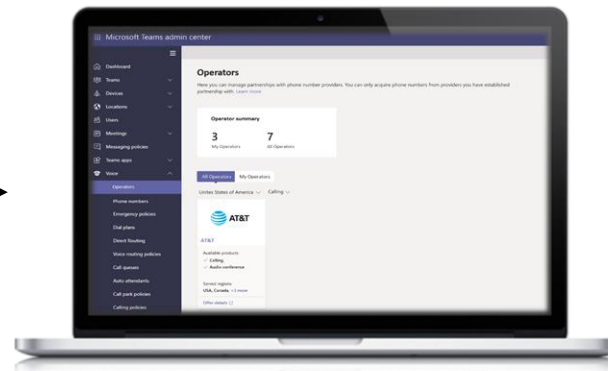 Microsoft Teams admin center
Dashboard
Teams
Devices
Locations
Users
Meetings
Messaging policies
Teams apps
Voice
Operators
Phone numbers
Emergency policies
Dial plans
Direct Routing
Voice routing policies
Call queues
Auto attendants
Call park policies
Calling policies
Operators
Here you can manage partnerships with phone number providers. You can only acquire phone numbers from providers you have established
partnership with. Learn more
Operator summary
3 7
My Operators All Operators
All Operators My Operators
Unites States of America Calling
AT&T
AT&T
Available products
Calling,
Audio conference
Served regions
USA, Canada, +3 more
Offer details